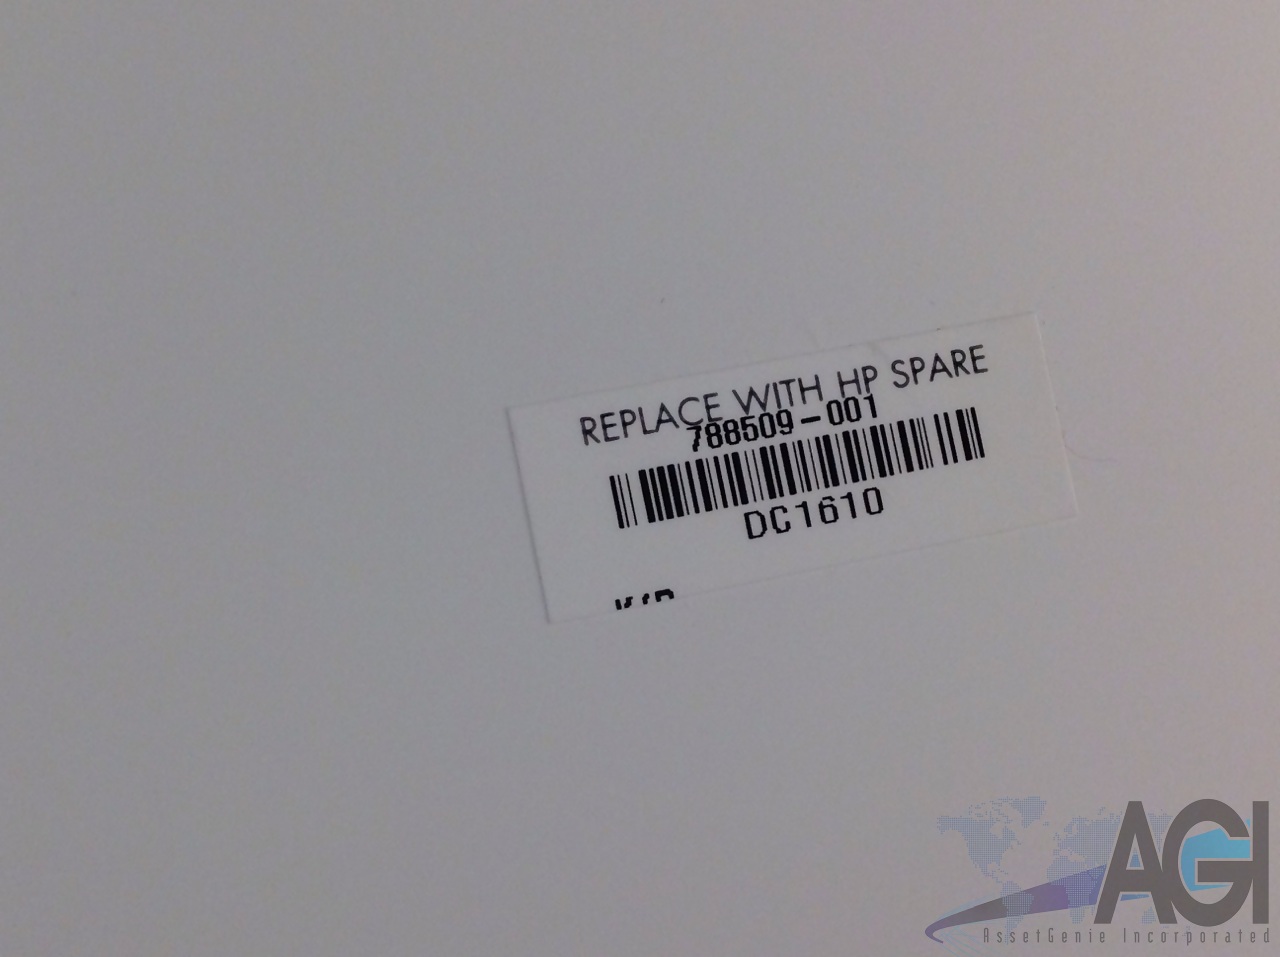 REPLACE WITH HP SPARE
788509-001
DC1610
AGI
AssetGenie Incorporated